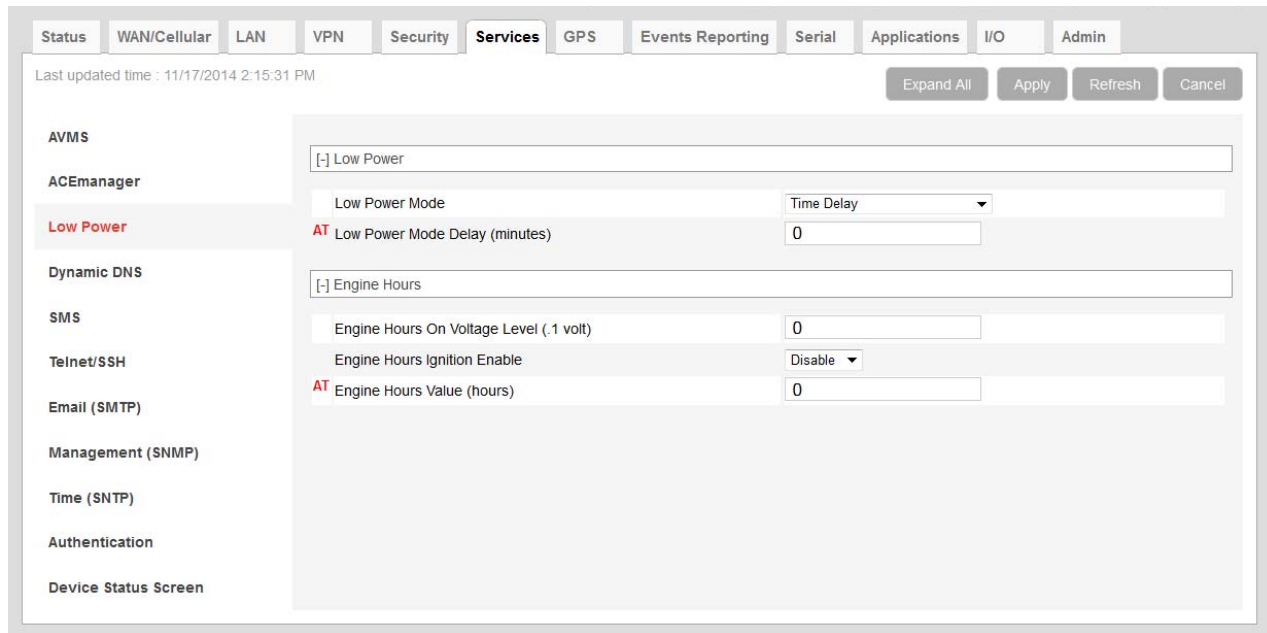 Status WAN/Cellular LAN VPN Security Services GPS Events Reporting Serial Applications I/O Admin
Last updated time : 11/17/2014 2:15:31 PM
Expand All Apply Refresh Cancel
AVMS
ACEmanager
Low Power
Dynamic DNS
SMS
Telnet/SSH
Email (SMTP)
Management (SNMP)
Time (SNTP)
Authentication
Device Status Screen
[-] Low Power
Low Power Mode Time Delay
AT Low Power Mode Delay (minutes) 0
[-] Engine Hours
Engine Hours On Voltage Level (.1 volt) 0
Engine Hours Ignition Enable Disable
AT Engine Hours Value (hours) 0